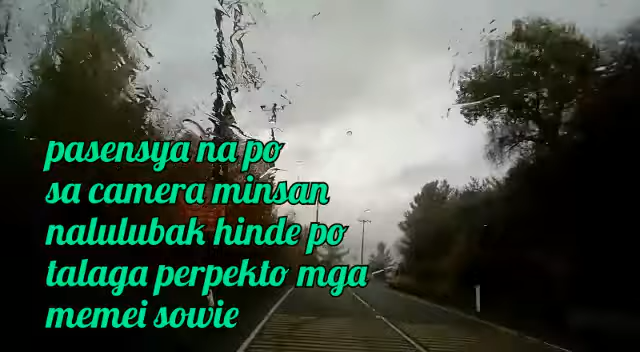 pasensya na po
sa camera minsan
nalulubak hinde po
talaga perpekto mga
memei sowie